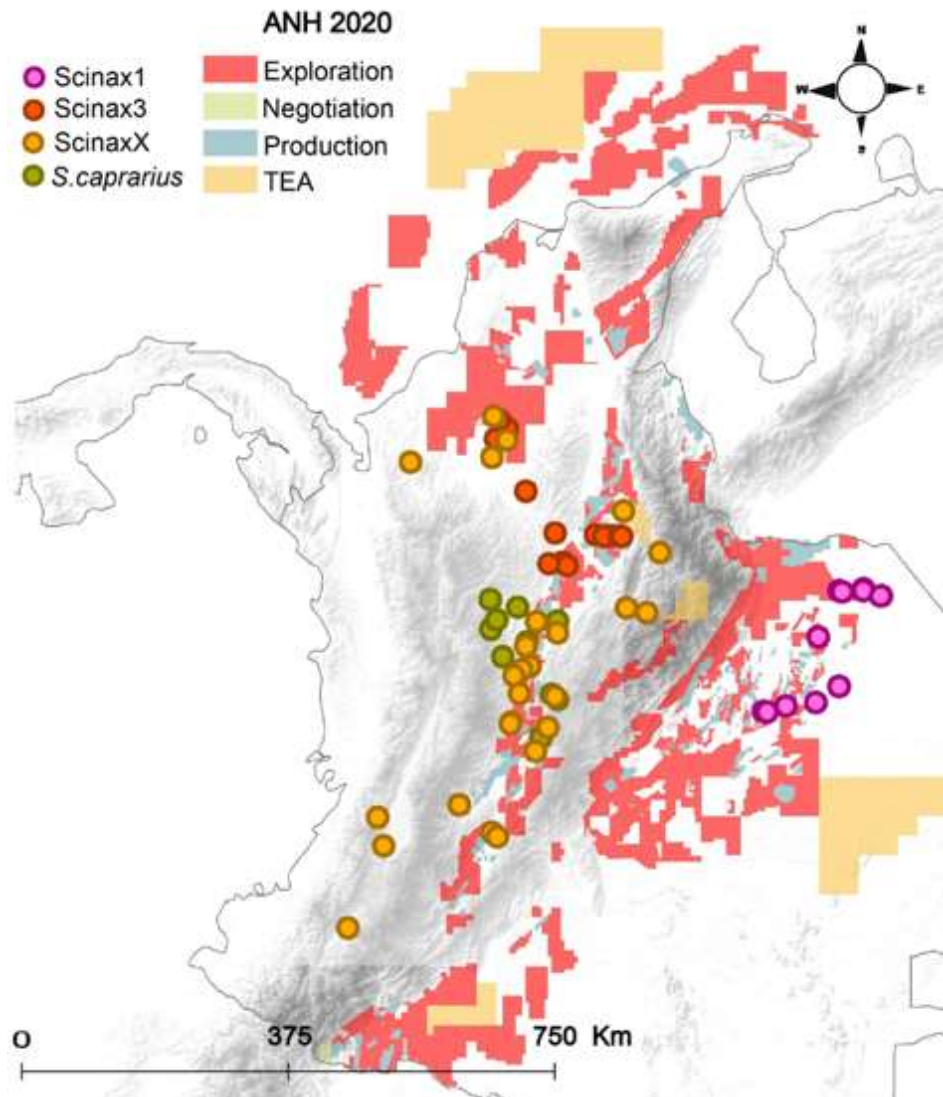 ANH 2020
Scinax1
Scinax3
ScinaxX
S.caprarius
Exploration
Negotiation
Production
TEA
N
W
E
S
0
375
750 Km